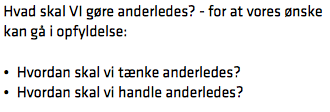 Hvad skal VI gøre anderledes? - for at vores ønske
kan gå i opfyldelse:
• Hvordan skal vi tænke anderledes?
• Hvordan skal vi handle anderledes?